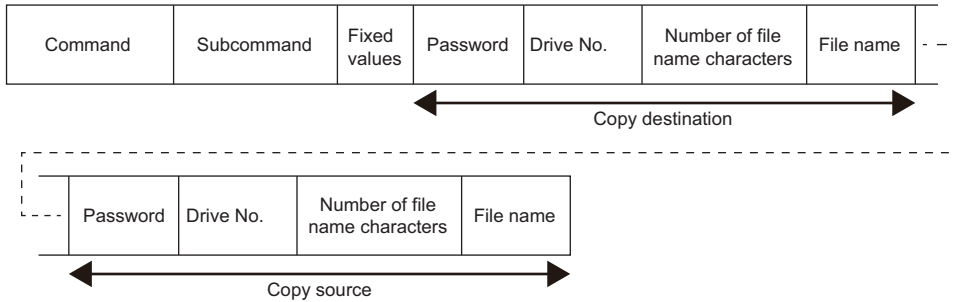 Command
Subcommand
Fixed
values
Password
Drive No.
Number of file
name characters
File name
Copy destination
Password
Drive No.
Number of file
name characters
File name
Copy source